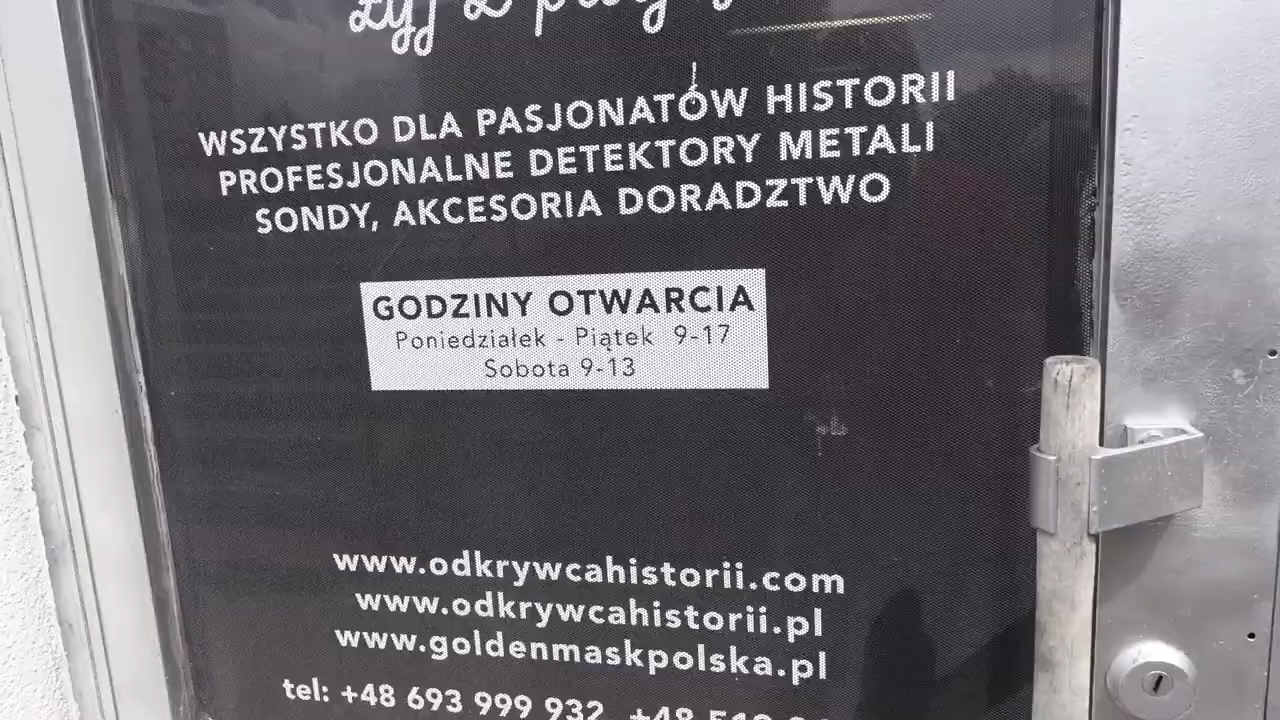 WSZYSTKO DLA PASJONATÓW HISTORII
PROFESJONALNE DETEKTORY METALI
SONDY, AKCESORIA DORADZTWO
GODZINY OTWARCIA
Poniedziałek - Piątek 9-17
Sobota 9-13
www.odkrywcahistorii.com
www.odkrywcahistorii.pl
www.goldenmaskpolska.pl
tel: +48 693 999 932 +48